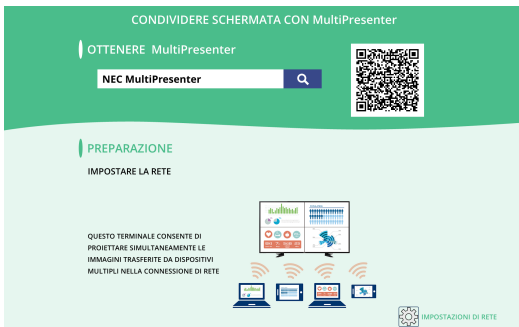 CONDIVIDERE SCHERMATA CON MultiPresenter
OTTENERE MultiPresenter
NEC MultiPresenter
PREPARAZIONE
IMPOSTARE LA RETE
QUESTO TERMINALE CONSENTE DI
PROIETTARE SIMULTANEAMENTE LE
IMMAGINI TRASFERITE DA DISPOSITIVI
MULTIPLI NELLA CONNESSIONE DI RETE
IMPOSTAZIONI DI RETE